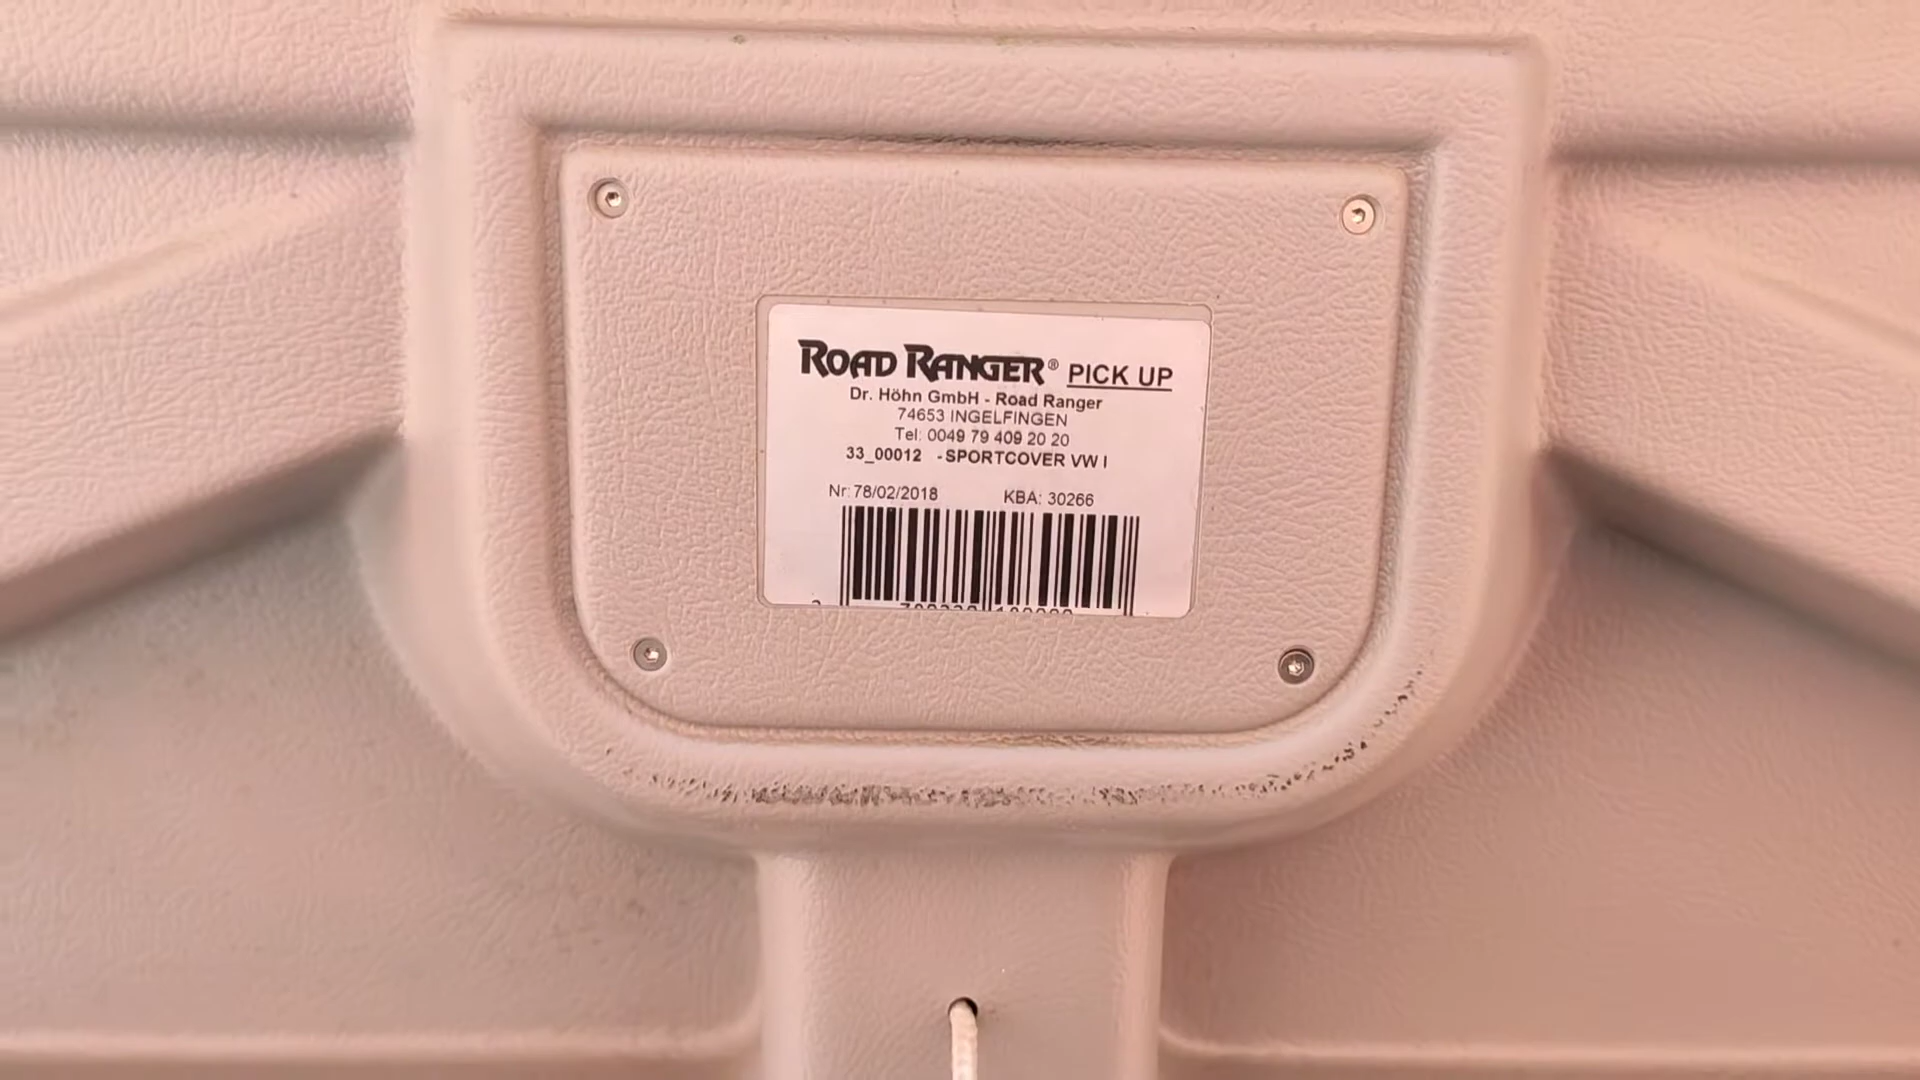 ROAD RANGER® PICK UP
Dr. Höhn GmbH - Road Ranger
74653 INGELFINGEN
Tel: 0049 79 409 20 20
33_00012 -SPORTCOVER VW I
Nr: 78/02/2018 KBA: 30266